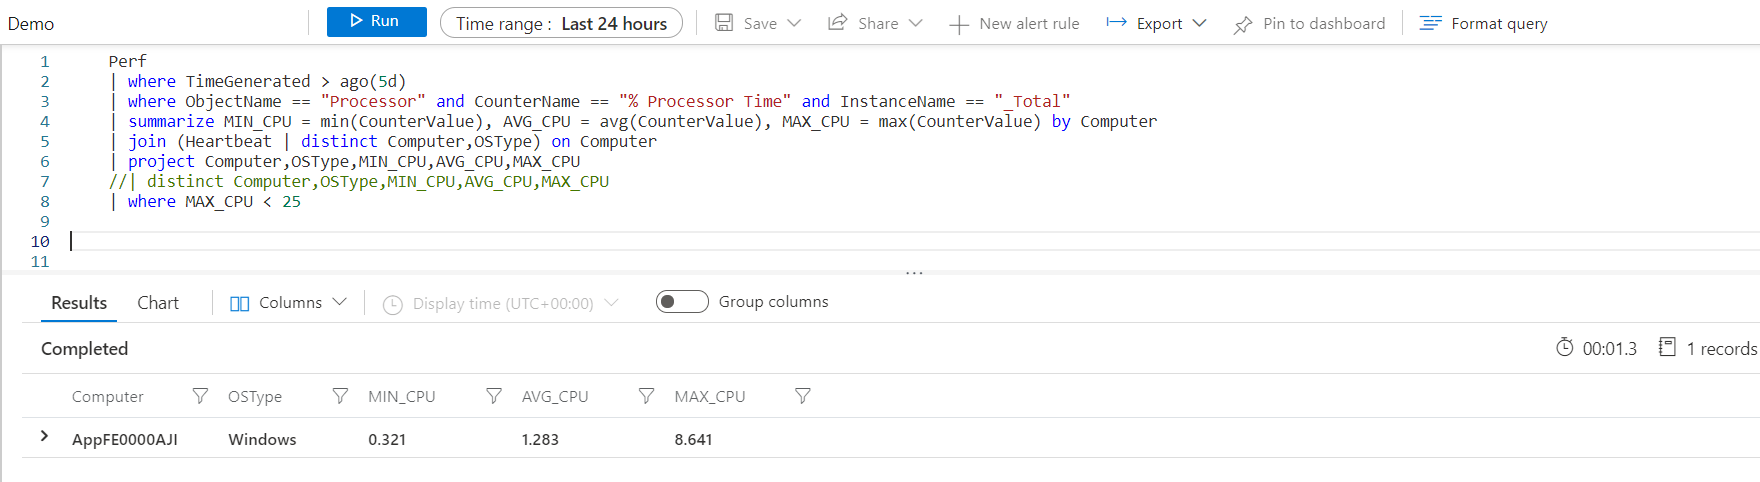 Demo Run Time range : Last 24 hours Save Share New alert rule Export Pin to dashboard Format query
1 Perf
2 | where TimeGenerated > ago(5d)
3 | where ObjectName == "Processor" and CounterName == "% Processor Time" and InstanceName == "_Total"
4 | summarize MIN_CPU = min(CounterValue), AVG_CPU = avg(CounterValue), MAX_CPU = max(CounterValue) by Computer
5 | join (Heartbeat | distinct Computer,OSType) on Computer
6 | project Computer,OSType,MIN_CPU,AVG_CPU,MAX_CPU
7 //| distinct Computer,OSType,MIN_CPU,AVG_CPU,MAX_CPU
8 | where MAX_CPU < 25
9
10
11
...
Results Chart Columns Display time (UTC+00:00) Group columns
Completed 00:01.3 1 records
Computer OSType MIN_CPU AVG_CPU MAX_CPU
AppFE0000AJI Windows 0.321 1.283 8.641